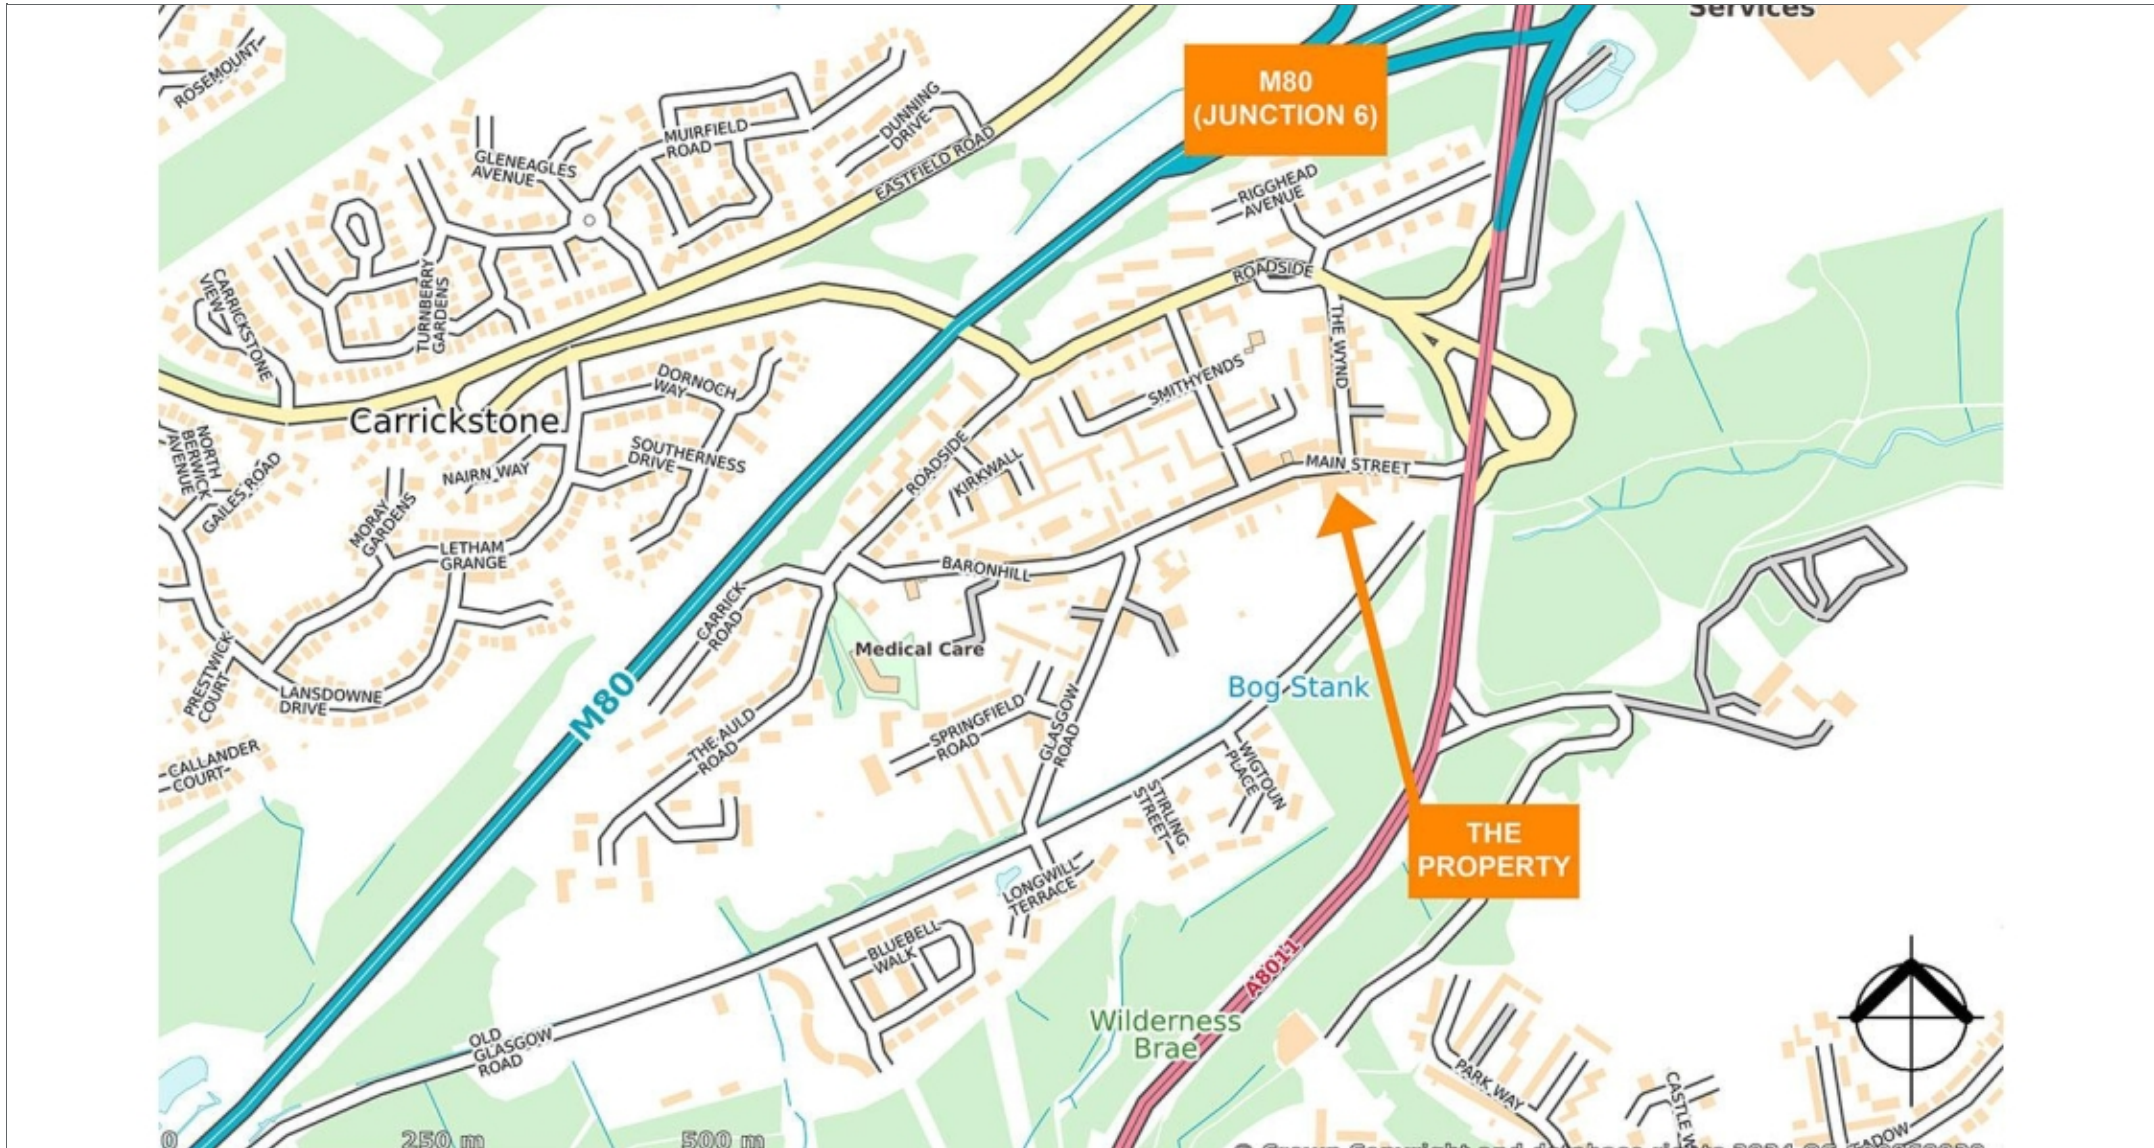 Services
ROSEMOUNT
M80
(JUNCTION 6)
MUIRFIELD
ROAD
DUNNING
DRIVE
GLENEAGLES
AVENUE
EASTFIELD ROAD
RIGGHEAD
AVENUE
ROADSIDE
CARRICKSTONE
VIEW
TURNBERRY
GARDENS
THE WYND
SMITHYENDS
DORNOCH
WAY
Carrickstone
SOUTHERNESS
DRIVE
NORTH
BERWICK
AVENUE
GAILES ROAD
NAIRN WAY
ROADSIDE
KIRKWALL
MAIN STREET
MORAY
GARDENS
LETHAM
GRANGE
BARONHILL
CARRICK
ROAD
Medical Care
PRESTWICK
COURT
LANSDOWNE
DRIVE
M80
Bog Stank
SPRINGFIELD
ROAD
GLASGOW
ROAD
THE AULD
ROAD
CALLANDER
COURT
WIGTOUN
PLACE
STIRLING
STREET
THE
PROPERTY
LONGWILL
TERRACE
BLUEBELL
WALK
A8011
Wilderness
Brae
OLD
GLASGOW
ROAD
PARK WAY
CASTLE W
ADOW
0
250 m
500 m